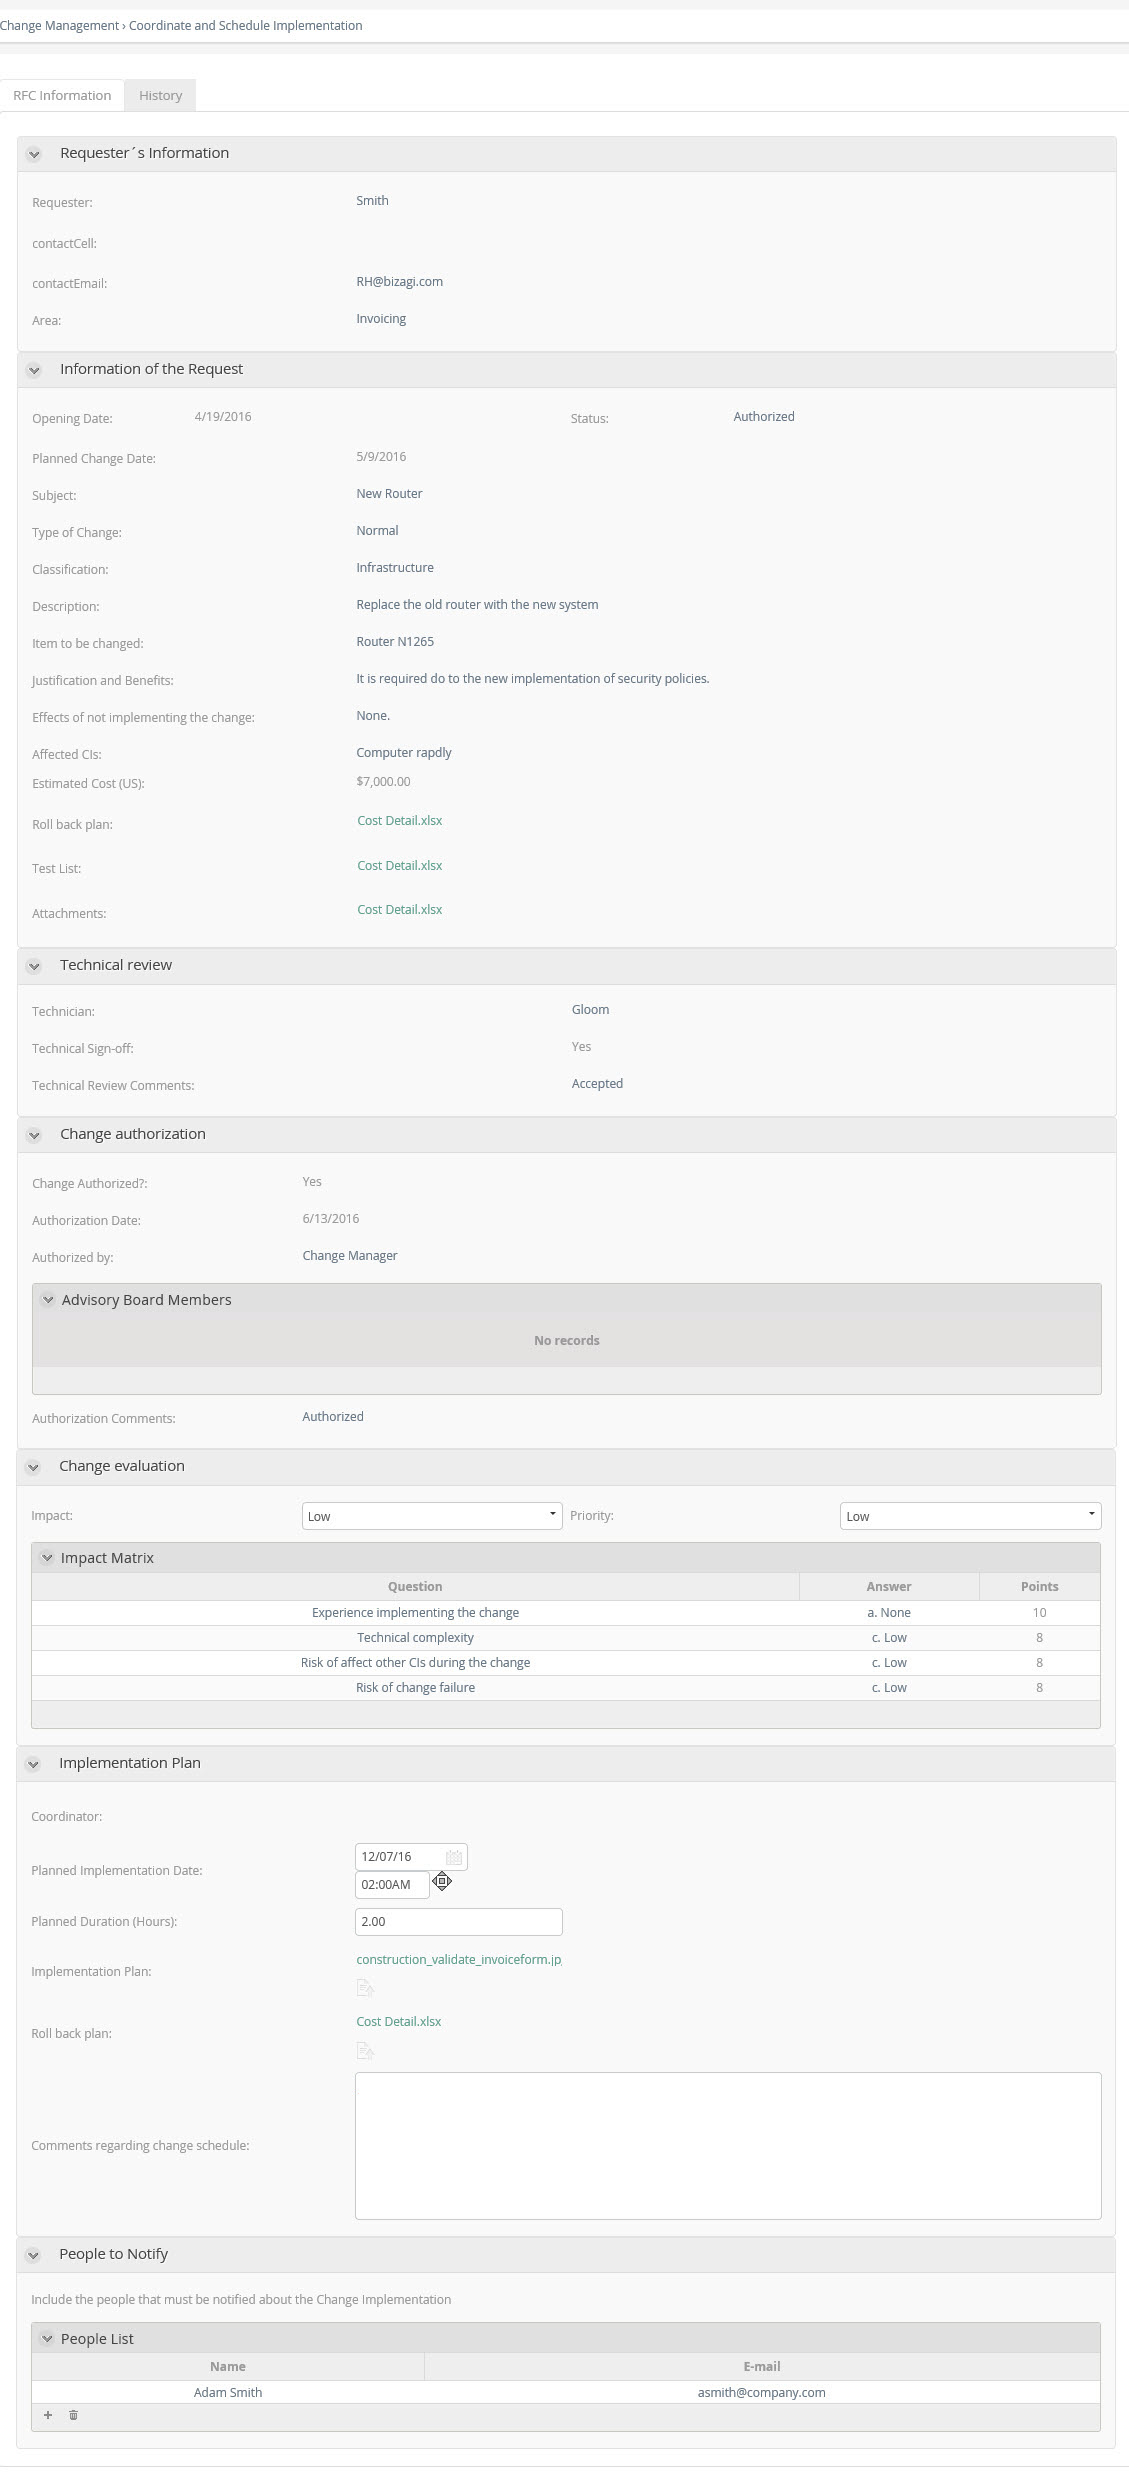 Change Management › Coordinate and Schedule Implementation
RFC Information History
Requester´s Information
Requester: Smith
contactCell:
contactEmail: RH@bizagi.com
Area: Invoicing
Information of the Request
Opening Date: 4/19/2016 Status: Authorized
Planned Change Date: 5/9/2016
Subject: New Router
Type of Change: Normal
Classification: Infrastructure
Description: Replace the old router with the new system
Item to be changed: Router N1265
Justification and Benefits: It is required do to the new implementation of security policies.
Effects of not implementing the change: None.
Affected CIs: Computer rapdly
Estimated Cost (US): $7,000.00
Roll back plan: Cost Detail.xlsx
Test List: Cost Detail.xlsx
Attachments: Cost Detail.xlsx
Technical review
Technician: Gloom
Technical Sign-off: Yes
Technical Review Comments: Accepted
Change authorization
Change Authorized?: Yes
Authorization Date: 6/13/2016
Authorized by: Change Manager
Advisory Board Members
No records
Authorization Comments: Authorized
Change evaluation
Impact: Low Priority: Low
Impact Matrix
Question Answer Points
Experience implementing the change a. None 10
Technical complexity c. Low 8
Risk of affect other CIs during the change c. Low 8
Risk of change failure c. Low 8
Implementation Plan
Coordinator:
Planned Implementation Date: 12/07/16
02:00AM
Planned Duration (Hours): 2.00
Implementation Plan: construction_validate_invoiceform.jp
Roll back plan: Cost Detail.xlsx
Comments regarding change schedule:
People to Notify
Include the people that must be notified about the Change Implementation
People List
Name E-mail
Adam Smith asmith@company.com